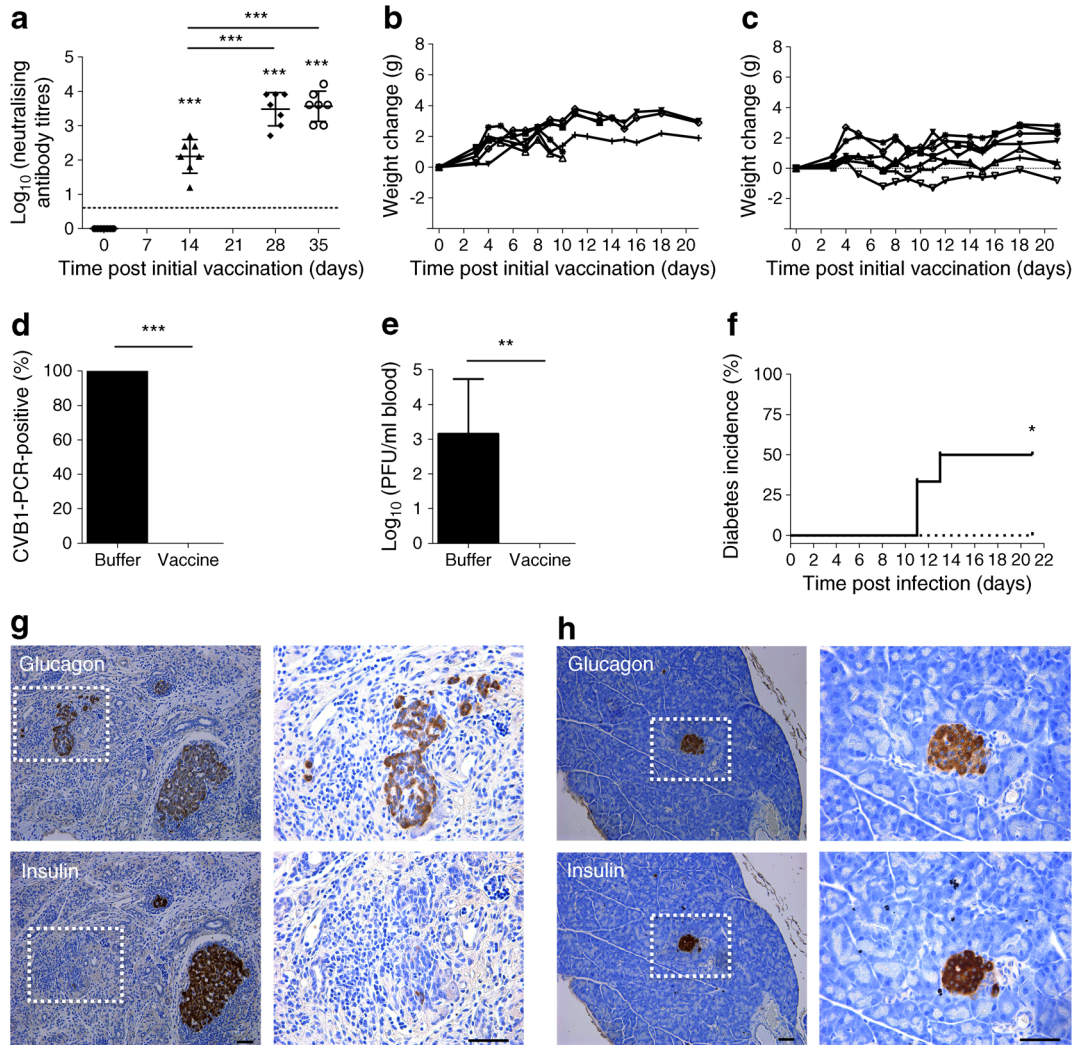 a
Log10 (neutralising
antibody titres)
5
4
3
2
1
0
***
***
***
***
***
0 7 14 21 28 35
Time post initial vaccination (days)
b
Weight change (g)
8
6
4
2
0
-2
0 2 4 6 8 10 12 14 16 18 20
Time post initial vaccination (days)
c
Weight change (g)
8
6
4
2
0
-2
0 2 4 6 8 10 12 14 16 18 20
Time post initial vaccination (days)
d
CVB1-PCR-positive (%)
100
80
60
40
20
0
***
Buffer Vaccine
e
Log10 (PFU/ml blood)
5
4
3
2
1
0
**
Buffer Vaccine
f
Diabetes incidence (%)
100
75
50
25
0
*
0 2 4 6 8 10 12 14 16 18 20 22
Time post infection (days)
g
Glucagon
Insulin
h
Glucagon
Insulin